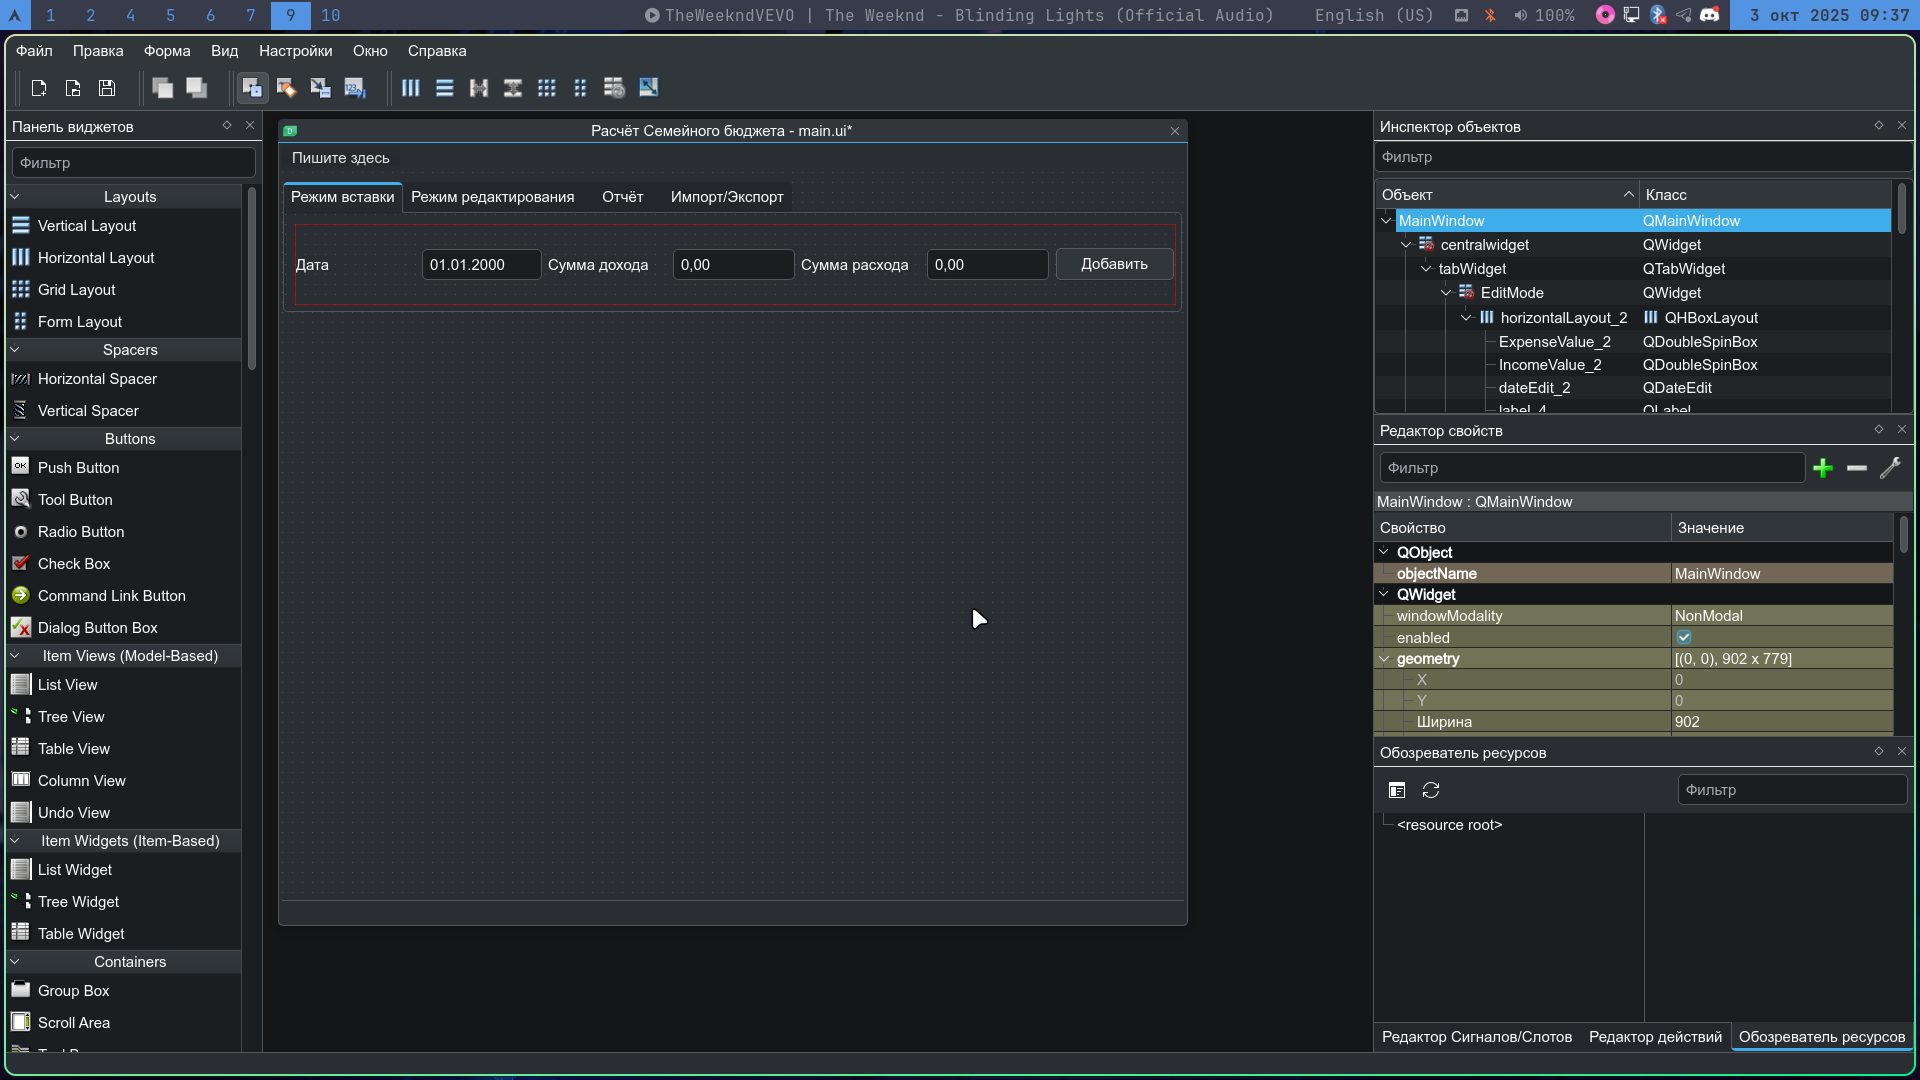 1 2 4 5 6 7 9 10 TheWeekndVEVO | The Weeknd - Blinding Lights (Official Audio) English (US) 100% 3 окт 2025 09:37
Файл Правка Форма Вид Настройки Окно Справка
Панель виджетов
Фильтр
Layouts
Vertical Layout
Horizontal Layout
Grid Layout
Form Layout
Spacers
Horizontal Spacer
Vertical Spacer
Buttons
Push Button
Tool Button
Radio Button
Check Box
Command Link Button
Dialog Button Box
Item Views (Model-Based)
List View
Tree View
Table View
Column View
Undo View
Item Widgets (Item-Based)
List Widget
Tree Widget
Table Widget
Containers
Group Box
Scroll Area
Расчёт Семейного бюджета - main.ui*
Пишите здесь
Режим вставки Режим редактирования Отчёт Импорт/Экспорт
Дата 01.01.2000 Сумма дохода 0,00 Сумма расхода 0,00 Добавить
Инспектор объектов
Фильтр
Объект Класс
MainWindow QMainWindow
centralwidget QWidget
tabWidget QTabWidget
EditMode QWidget
horizontalLayout_2 QHBoxLayout
ExpenseValue_2 QDoubleSpinBox
IncomeValue_2 QDoubleSpinBox
dateEdit_2 QDateEdit
label_4 QLabel
Редактор свойств
Фильтр
MainWindow : QMainWindow
Свойство Значение
QObject
objectName MainWindow
QWidget
windowModality NonModal
enabled
geometry [(0, 0), 902 x 779]
X 0
Y 0
Ширина 902
Обозреватель ресурсов
Фильтр
<resource root>
Редактор Сигналов/Слотов Редактор действий Обозреватель ресурсов